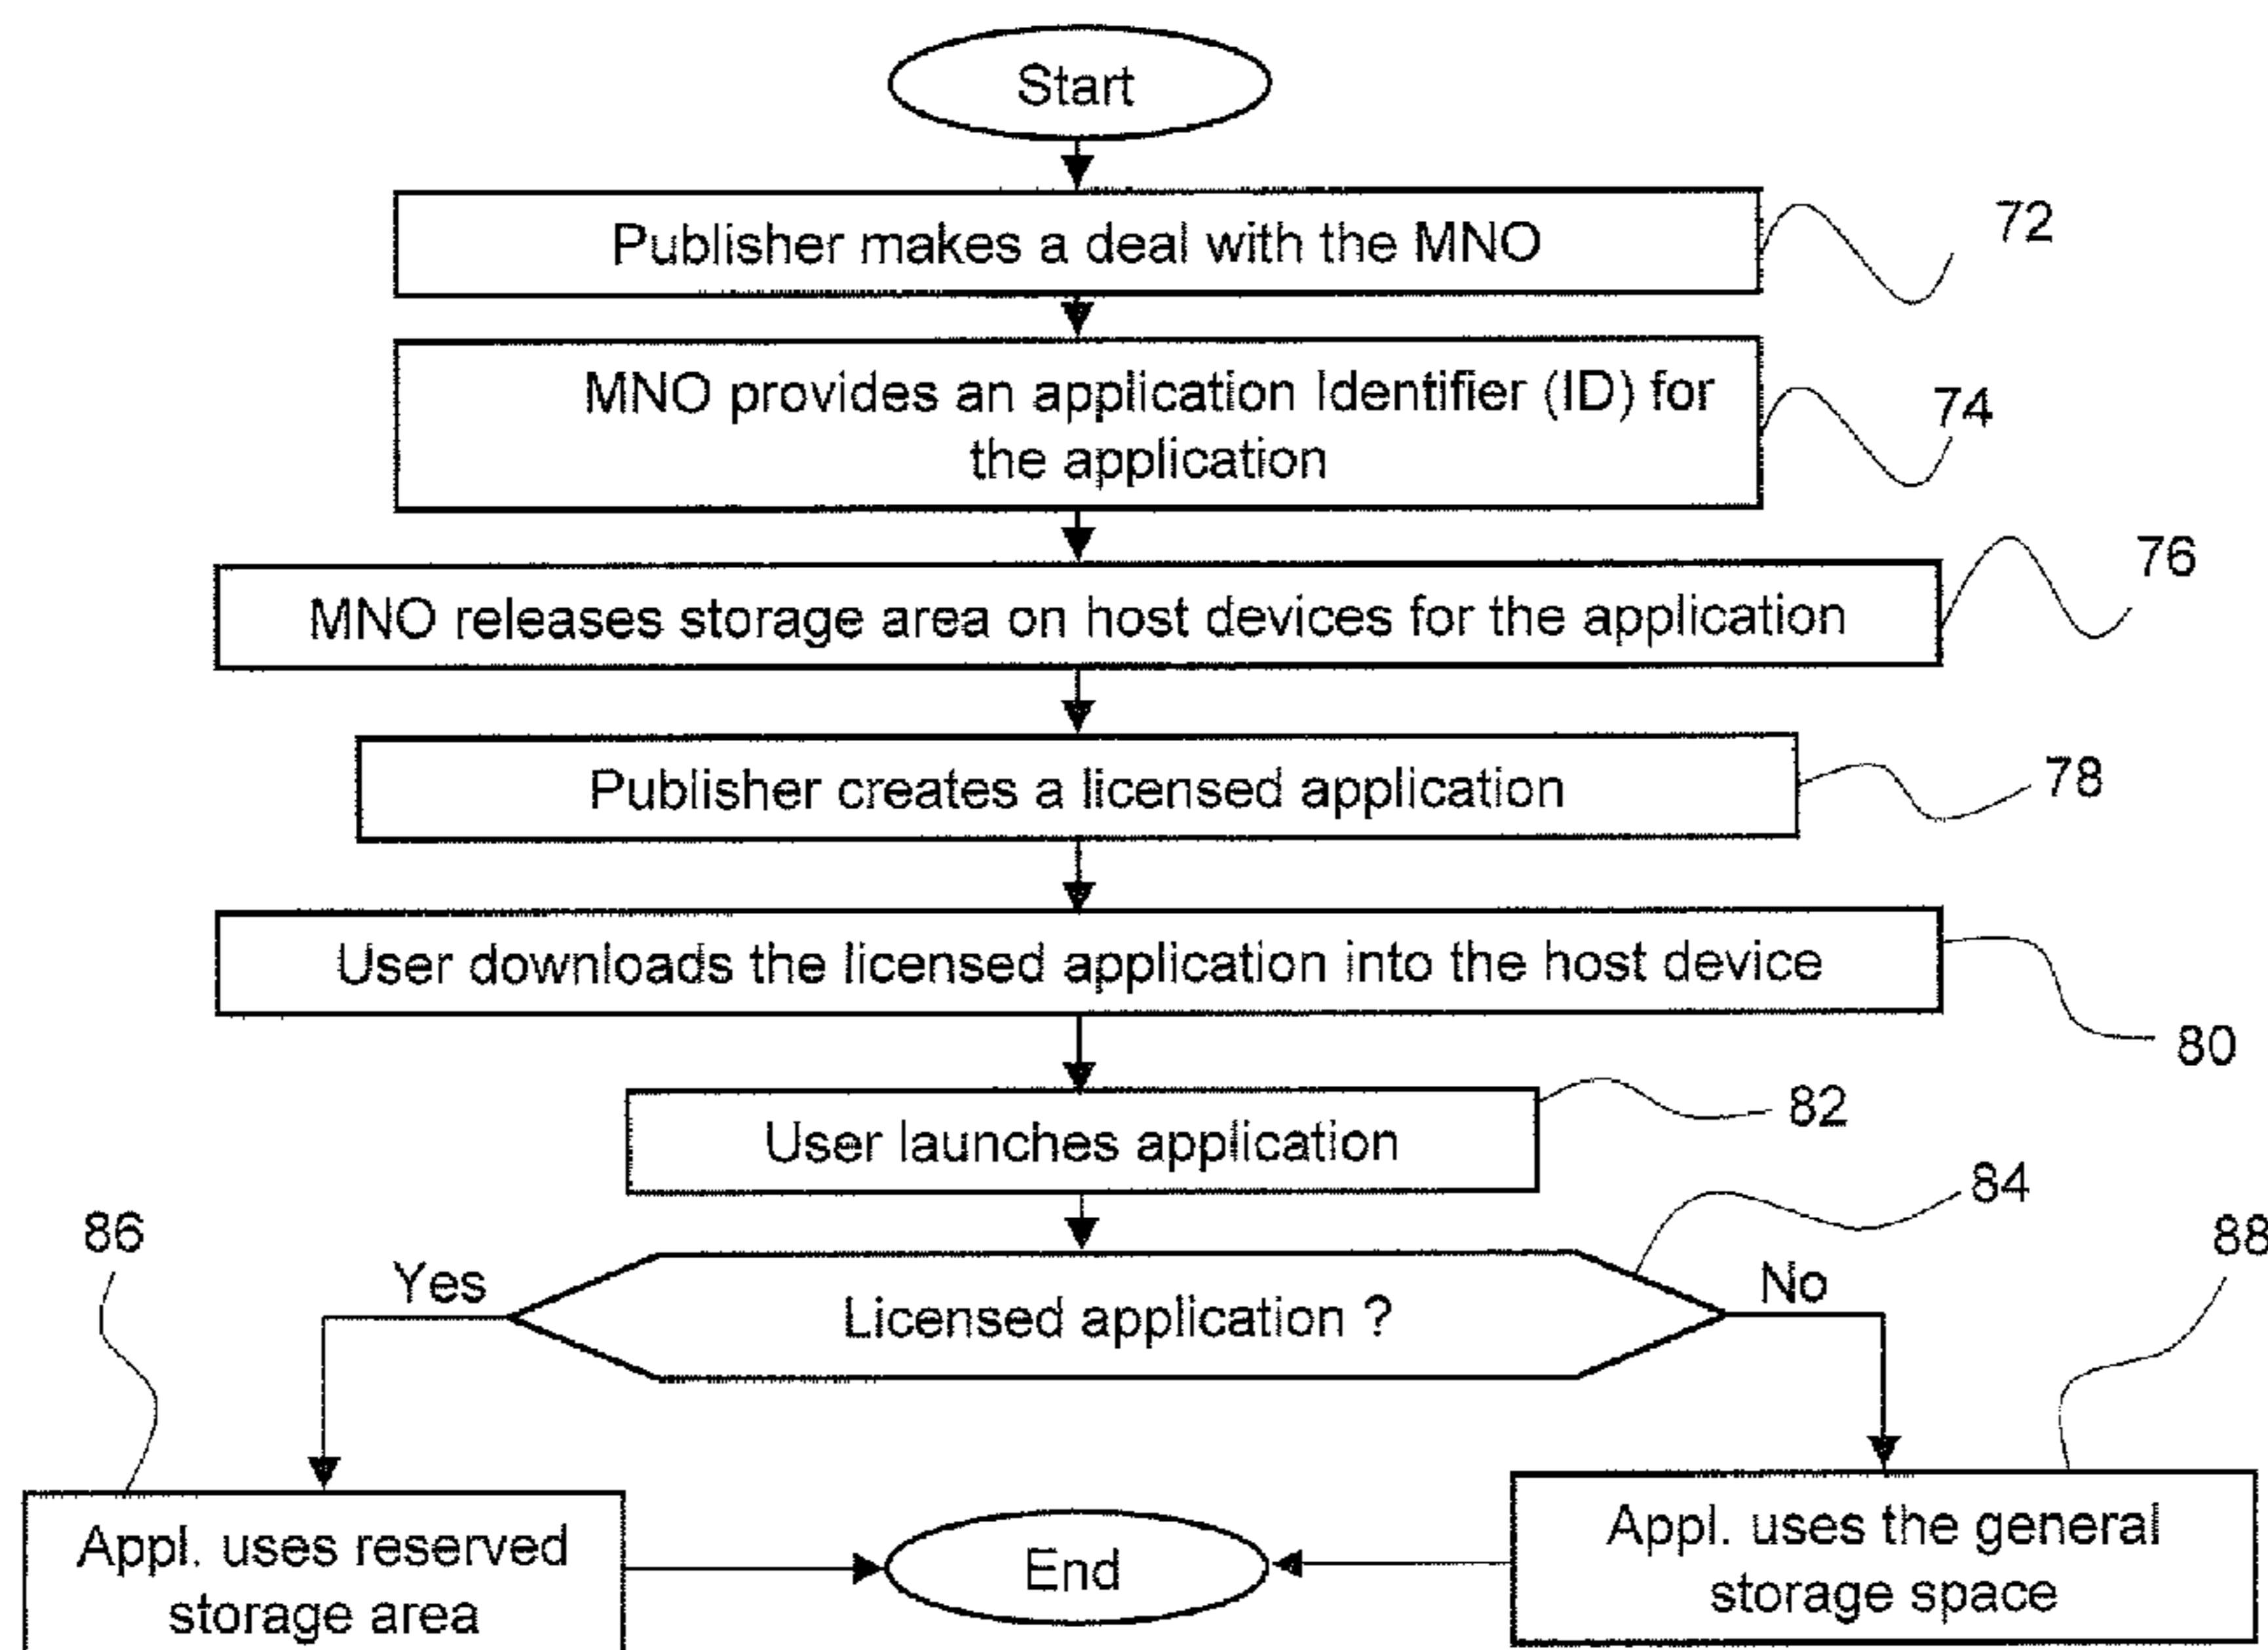 Start
Publisher makes a deal with the MNO
72
MNO provides an application Identifier (ID) for
the application
74
MNO releases storage area on host devices for the application
76
Publisher creates a licensed application
78
User downloads the licensed application into the host device
80
User launches application
82
84
86
88
Yes
Licensed application ?
No
Appl. uses reserved
storage area
End
Appl. uses the general
storage space